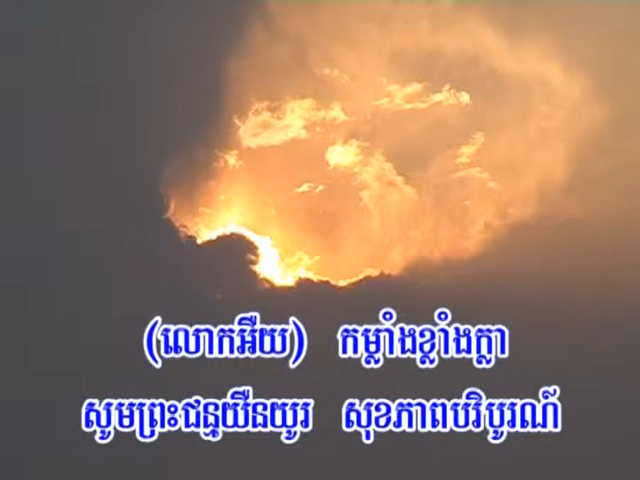 (លោកអឺយ) កម្លាំងខ្លាំងក្លា
សូមព្រះជន្មយឺនយូរ សុខភាពបរិបូរណ៍